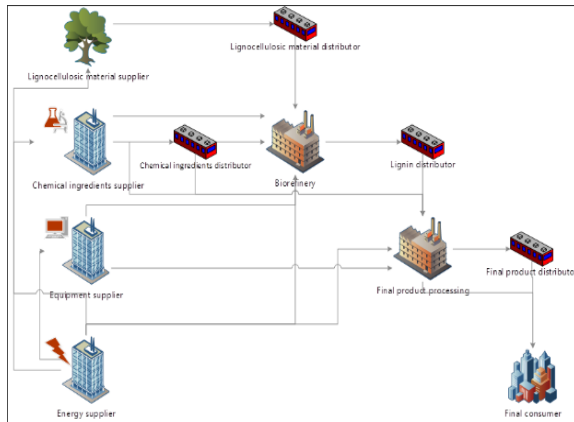 Lignocellulosic material distributor
Lignocellulosic material supplier
Chemical ingredients distributor
Lignin distributor
Chemical ingredients supplier
Biorefinery
Final product distributor
Equipment supplier
Final product processing
Energy supplier
Final consumer